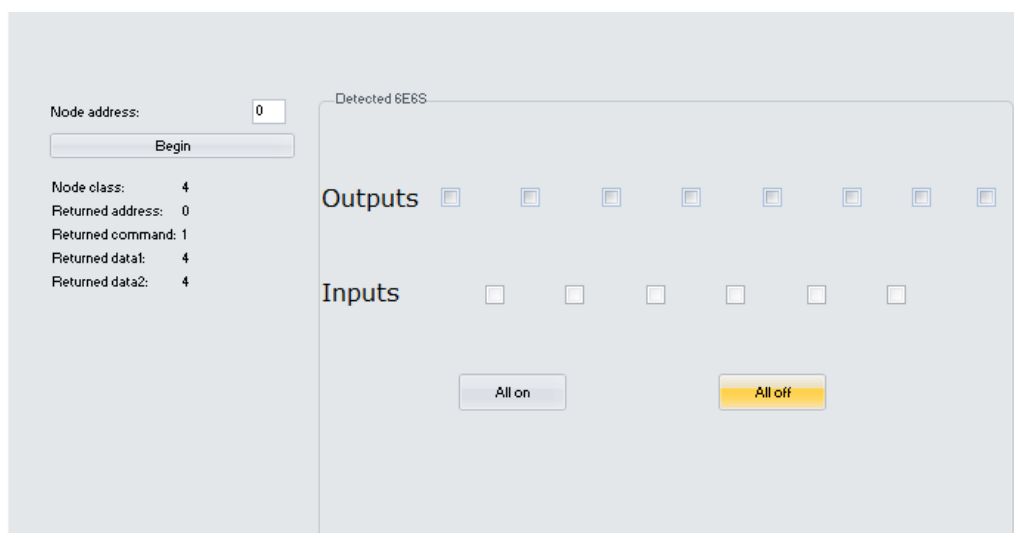 Node address: 0
Begin
Node class: 4
Returned address: 0
Returned command: 1
Returned data1: 4
Returned data2: 4
Detected 6E6S
Outputs
Inputs
All on All off